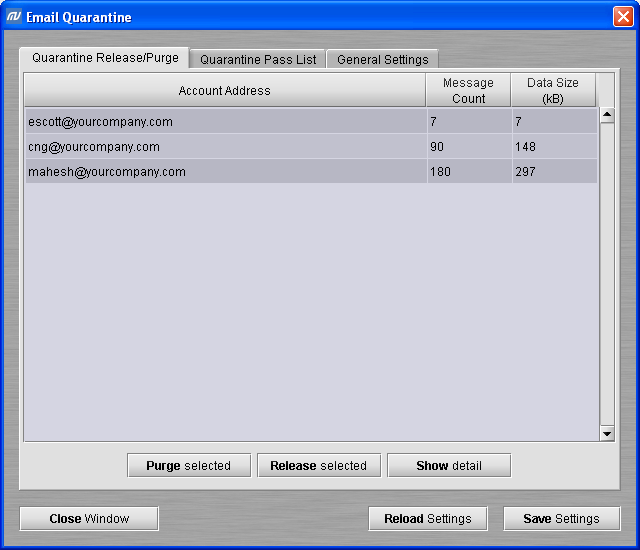 Email Quarantine
Quarantine Release/Purge Quarantine Pass List General Settings
Account Address Message Count Data Size (kB)
escott@yourcompany.com 7 7
cng@yourcompany.com 90 148
mahesh@yourcompany.com 180 297
Purge selected Release selected Show detail
Close Window Reload Settings Save Settings